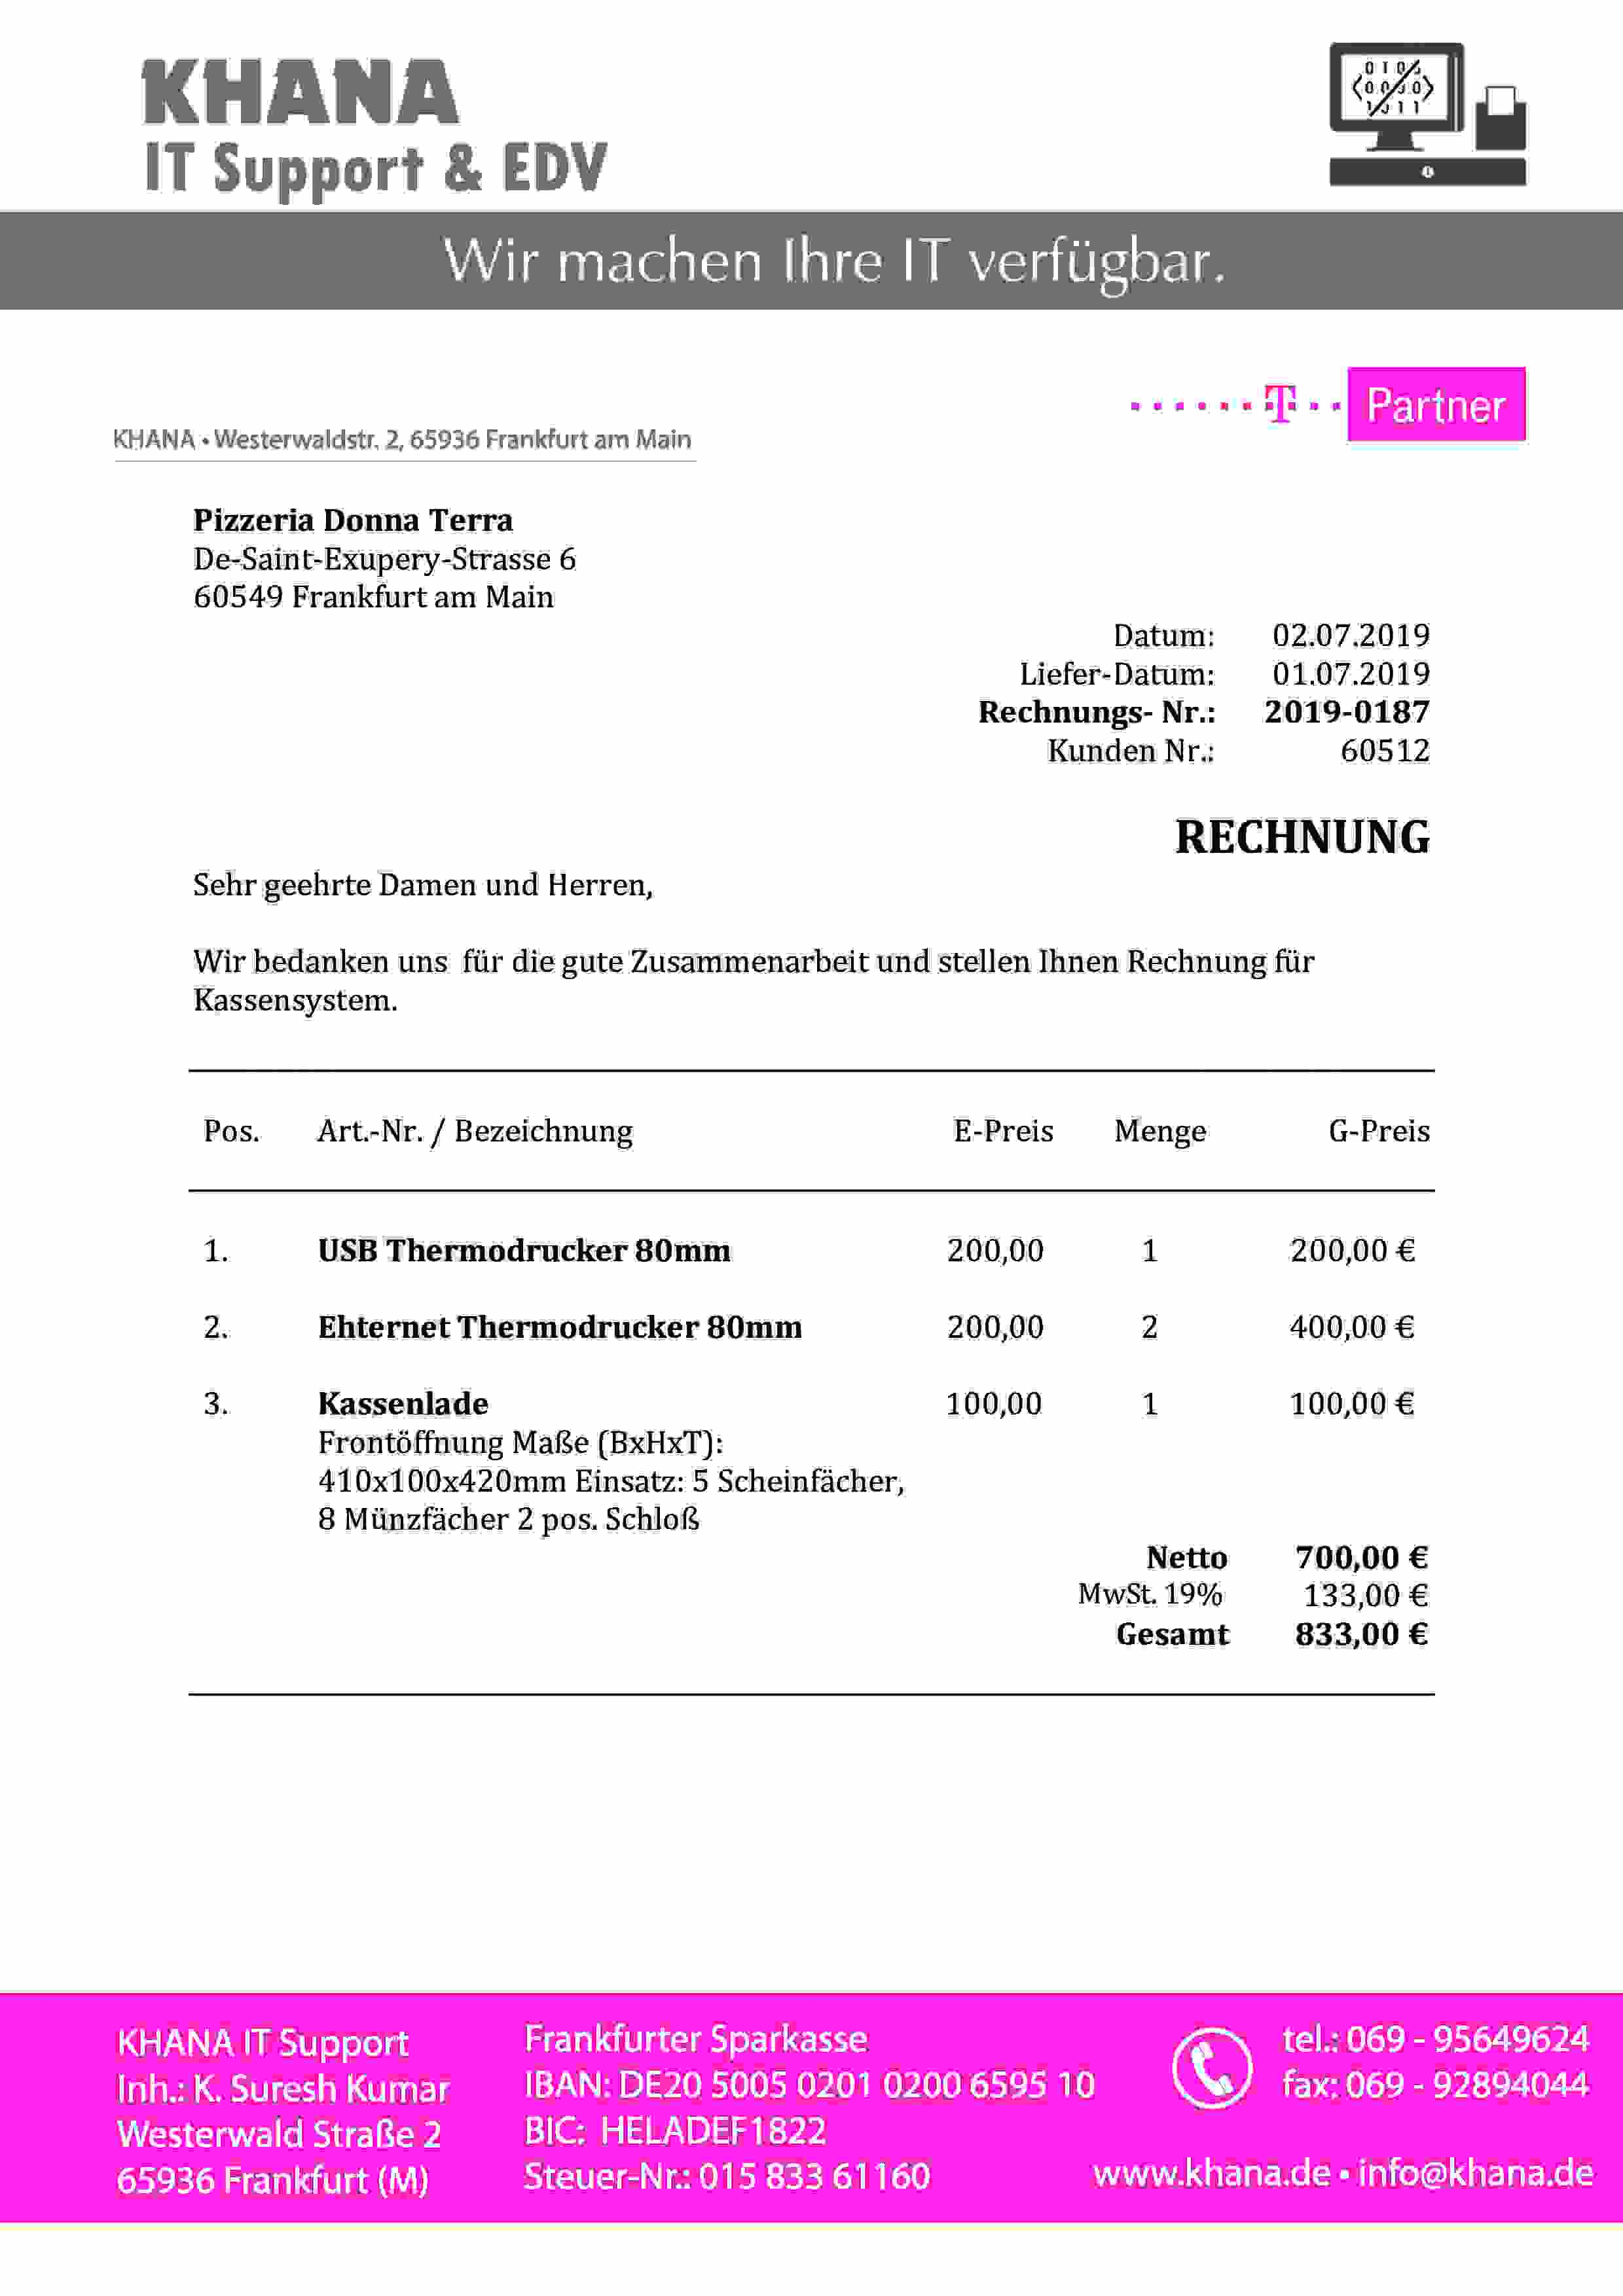 KHANA
IT Support & EDV
Wir machen Ihre IT verfügbar.
T Partner
KHANA • Westerwaldstr. 2, 65936 Frankfurt am Main
Pizzeria Donna Terra
De-Saint-Exupery-Strasse 6
60549 Frankfurt am Main
Datum: 02.07.2019
Liefer-Datum: 01.07.2019
Rechnungs- Nr.: 2019-0187
Kunden Nr.: 60512
RECHNUNG
Sehr geehrte Damen und Herren,
Wir bedanken uns für die gute Zusammenarbeit und stellen Ihnen Rechnung für
Kassensystem.
Pos. Art.-Nr. / Bezeichnung E-Preis Menge G-Preis
1. USB Thermodrucker 80mm 200,00 1 200,00 €
2. Ehternet Thermodrucker 80mm 200,00 2 400,00 €
3. Kassenlade 100,00 1 100,00 €
Frontöffnung Maße (BxHxT):
410x100x420mm Einsatz: 5 Scheinfächer,
8 Münzfächer 2 pos. Schloß
Netto 700,00 €
MwSt. 19% 133,00 €
Gesamt 833,00 €
KHANA IT Support
Inh.: K. Suresh Kumar
Westerwald Straße 2
65936 Frankfurt (M)
Frankfurter Sparkasse
IBAN: DE20 5005 0201 0200 6595 10
BIC: HELADEF1822
Steuer-Nr.: 015 833 61160
tel.: 069 - 95649624
fax: 069 - 92894044
www.khana.de • info@khana.de